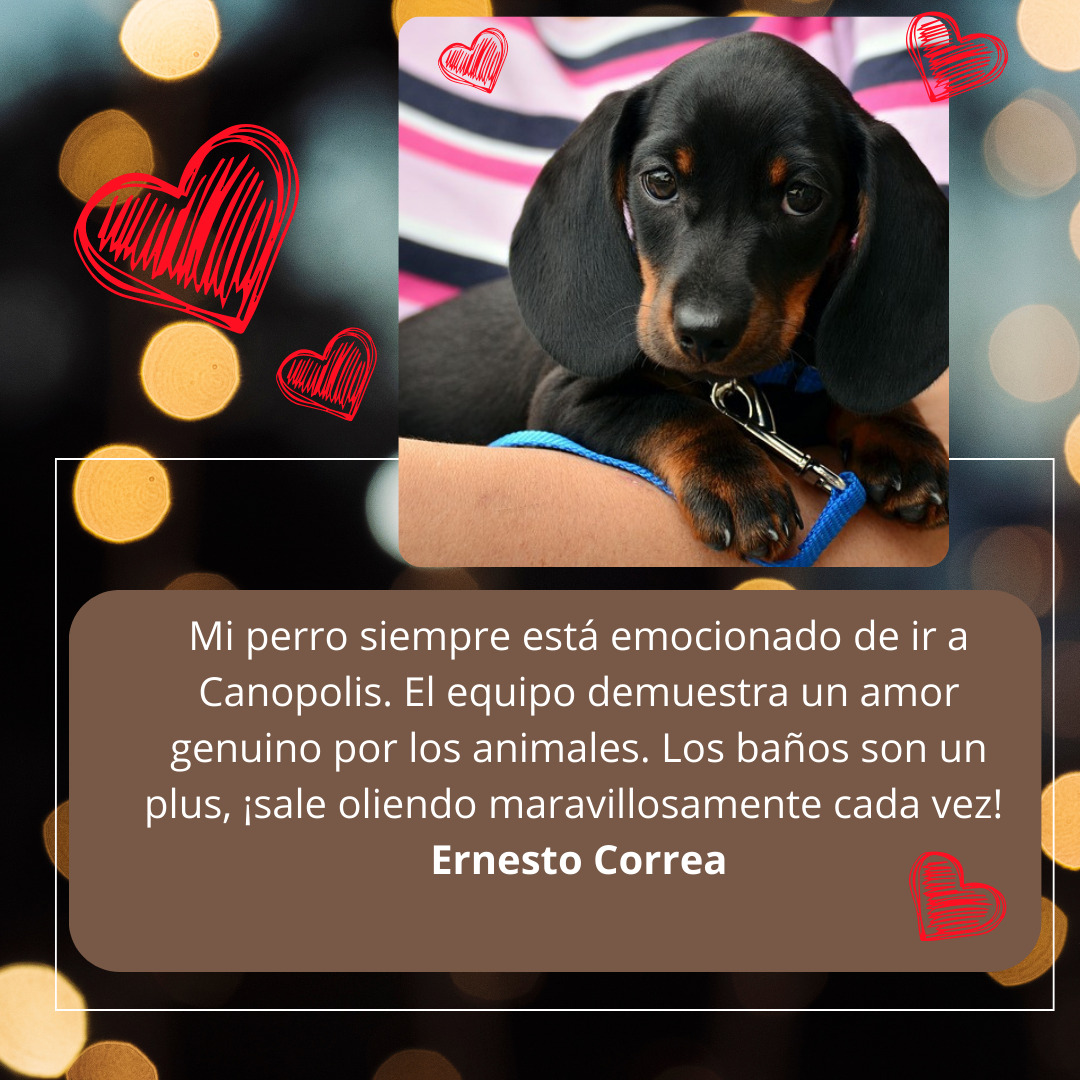 Mi perro siempre está emocionado de ir a
Canopolis. El equipo demuestra un amor
genuino por los animales. Los baños son un
plus, ¡sale oliendo maravillosamente cada vez!
Ernesto Correa